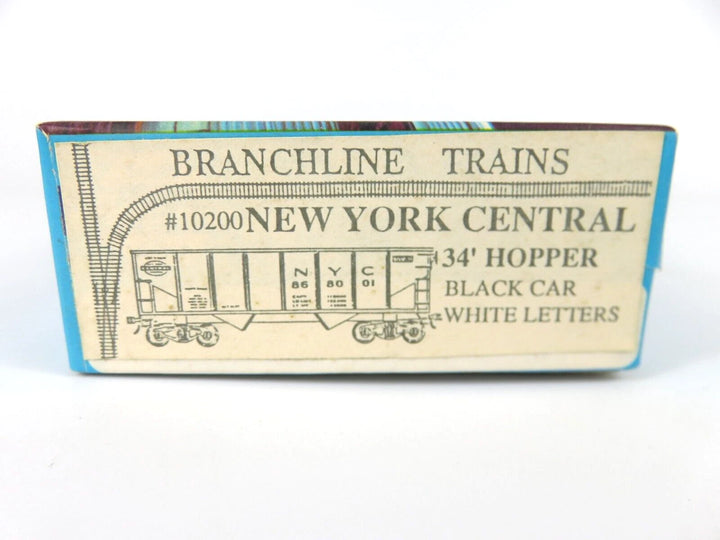 BRANCHLINE TRAINS
#10200 NEW YORK CENTRAL
34' HOPPER
BLACK CAR
WHITE LETTERS
N Y C
86 80 01